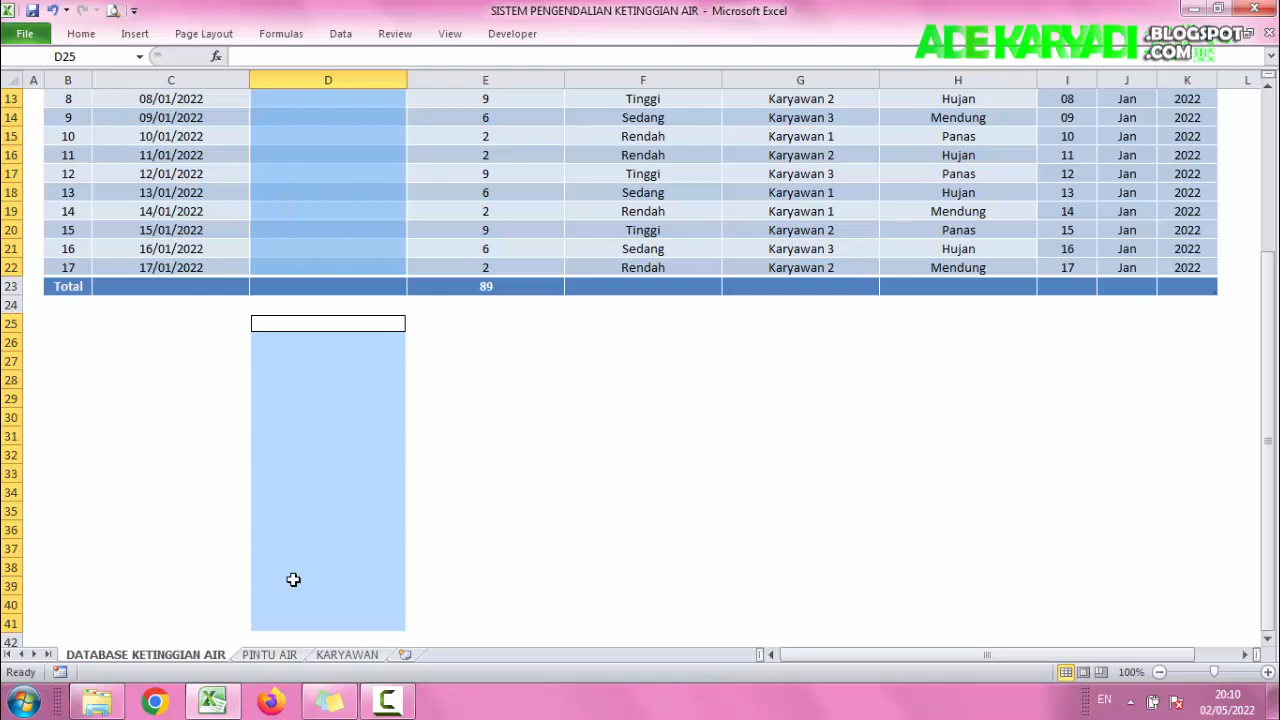 SISTEM PENGENDALIAN KETINGGIAN AIR - Microsoft Excel
File Home Insert Page Layout Formulas Data Review View Developer
ACE KARYADI .BLOGSPOT .COM
D25 fx
A B C D E F G H I J K L
13 8 08/01/2022 9 Tinggi Karyawan 2 Hujan 08 Jan 2022
14 9 09/01/2022 6 Sedang Karyawan 3 Mendung 09 Jan 2022
15 10 10/01/2022 2 Rendah Karyawan 1 Panas 10 Jan 2022
16 11 11/01/2022 2 Rendah Karyawan 2 Hujan 11 Jan 2022
17 12 12/01/2022 9 Tinggi Karyawan 3 Panas 12 Jan 2022
18 13 13/01/2022 6 Sedang Karyawan 1 Hujan 13 Jan 2022
19 14 14/01/2022 2 Rendah Karyawan 1 Mendung 14 Jan 2022
20 15 15/01/2022 9 Tinggi Karyawan 2 Panas 15 Jan 2022
21 16 16/01/2022 6 Sedang Karyawan 3 Hujan 16 Jan 2022
22 17 17/01/2022 2 Rendah Karyawan 2 Mendung 17 Jan 2022
23 Total 89
24
25
26
27
28
29
30
31
32
33
34
35
36
37
38
39
40
41
42
DATABASE KETINGGIAN AIR PINTU AIR KARYAWAN
Ready 100%
EN 20:10
02/05/2022